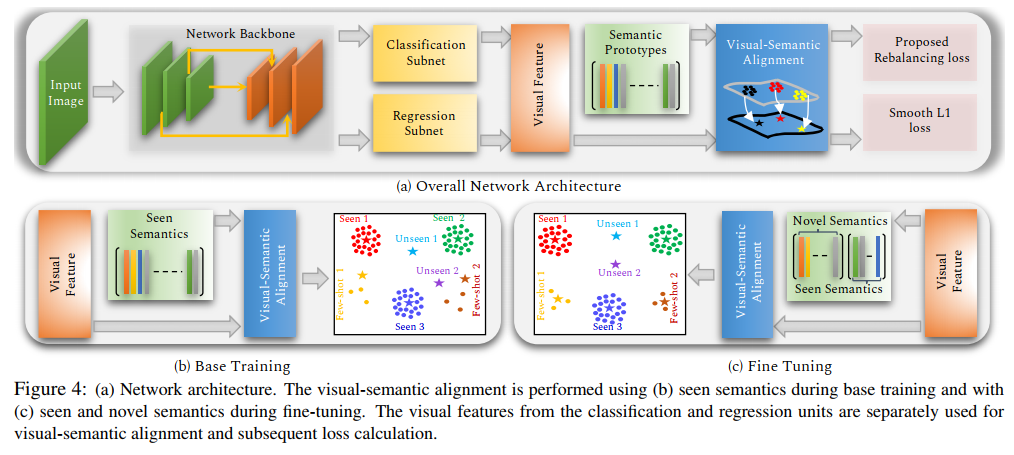 Input
Image
Network Backbone
Classification
Subnet
Regression
Subnet
Visual Feature
Semantic
Prototypes
Visual-Semantic
Alignment
Proposed
Rebalancing loss
Smooth L1
loss
(a) Overall Network Architecture
Visual
Feature
Seen
Semantics
Visual-Semantic
Alignment
Seen 1
Seen 2
Unseen 1
Unseen 2
Few-shot 1
Few-shot 2
Seen 3
(b) Base Training
Seen 1
Seen 2
Unseen 1
Unseen 2
Few-shot 1
Few-shot 2
Seen 3
Visual-Semantic
Alignment
Novel Semantics
Seen Semantics
Visual
Feature
(c) Fine Tuning
Figure 4: (a) Network architecture. The visual-semantic alignment is performed using (b) seen semantics during base training and with
(c) seen and novel semantics during fine-tuning. The visual features from the classification and regression units are separately used for
visual-semantic alignment and subsequent loss calculation.